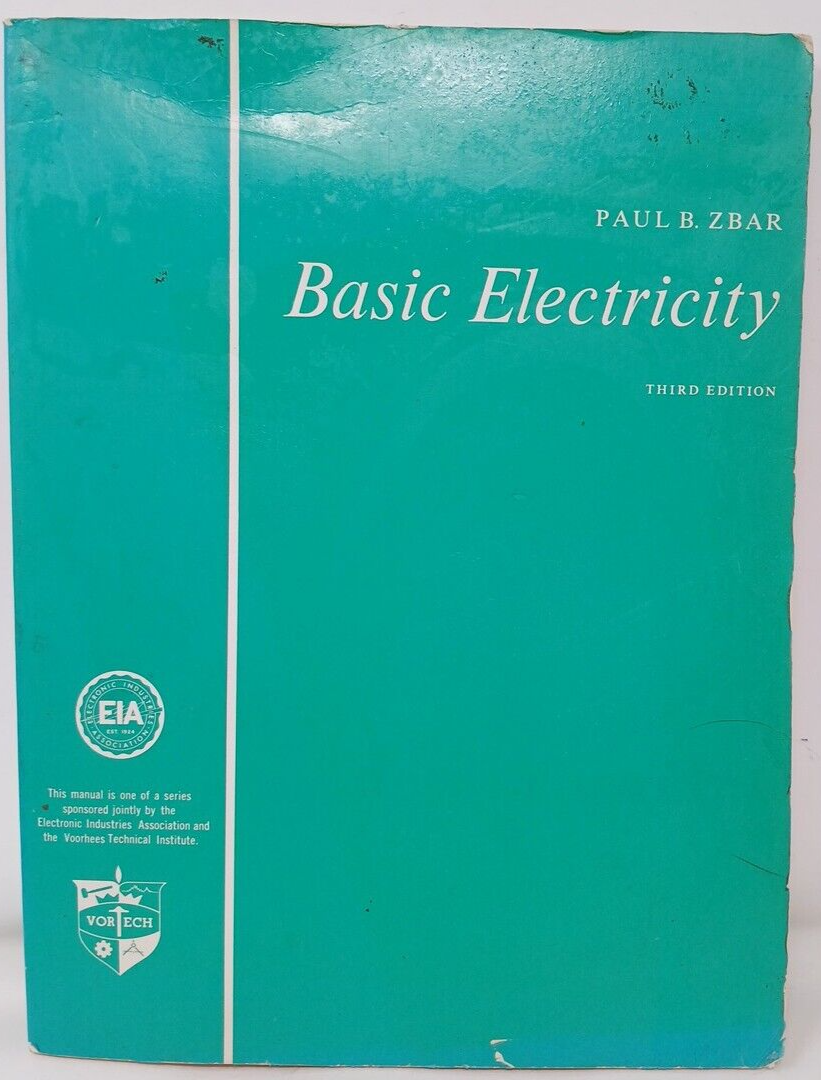 PAUL B. ZBAR
Basic Electricity
THIRD EDITION
ELECTRONIC INDUSTRIES
EIA
EST. 1924
ASSOCIATION
This manual is one of a series
sponsored jointly by the
Electronic Industries Association and
the Voorhees Technical Institute.
VORTECH